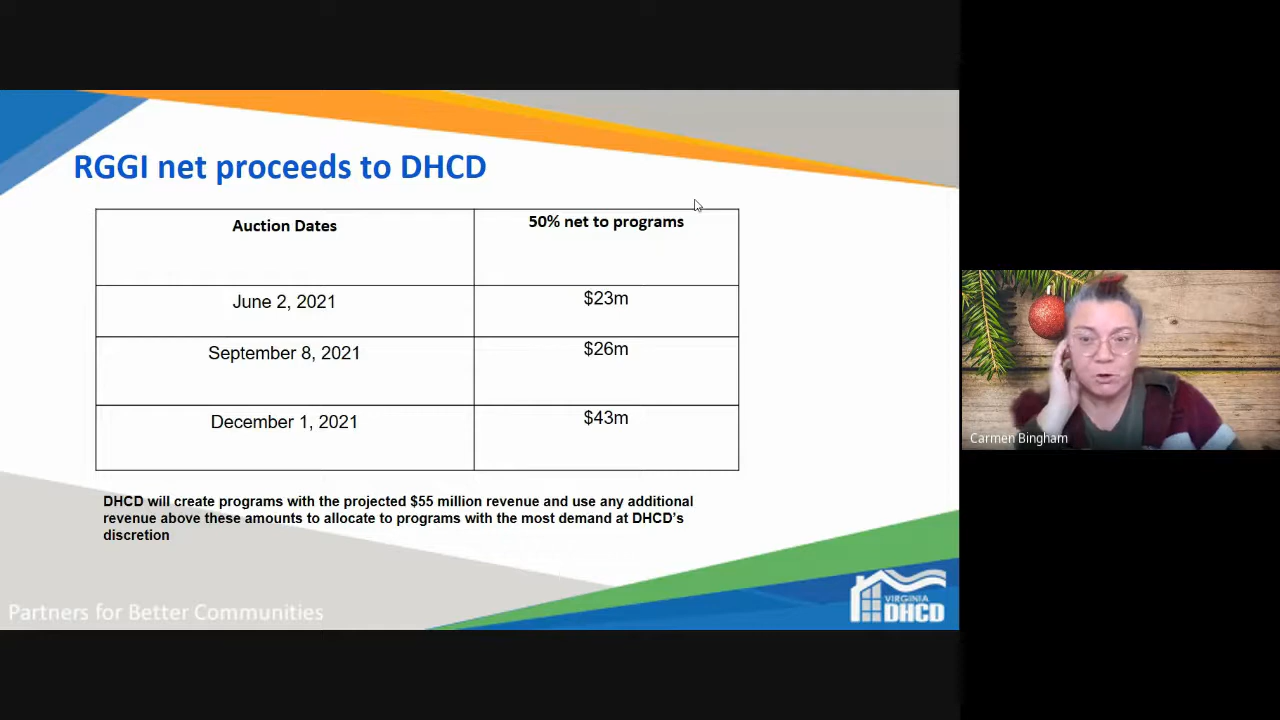 RGGI net proceeds to DHCD
Auction Dates
50% net to programs
June 2, 2021
$23m
September 8, 2021
$26m
December 1, 2021
$43m
DHCD will create programs with the projected $55 million revenue and use any additional
revenue above these amounts to allocate to programs with the most demand at DHCD's
discretion
Partners for Better Communities
VIRGINIA
DHCD
Carmen Bingham